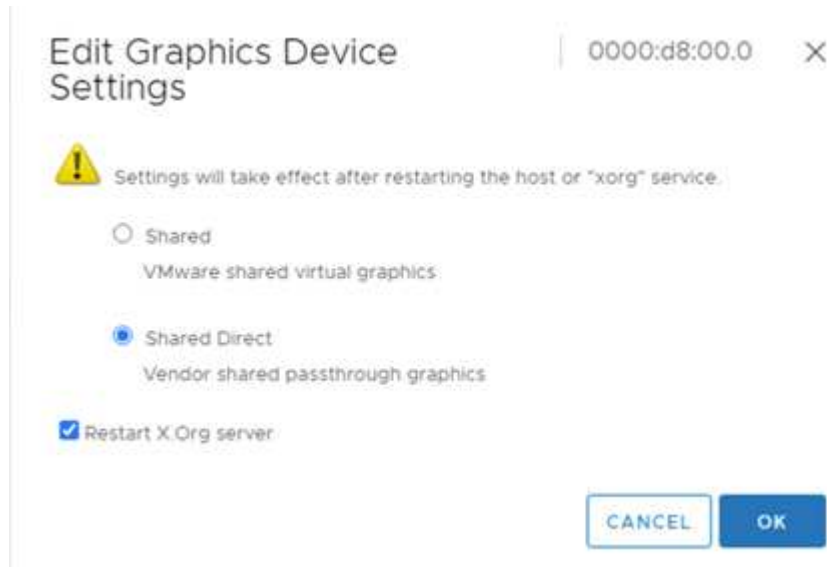 Edit Graphics Device
Settings
0000:d8:00.0
Settings will take effect after restarting the host or "xorg" service.
Shared
VMware shared virtual graphics
Shared Direct
Vendor shared passthrough graphics
Restart X.Org server
CANCEL
OK